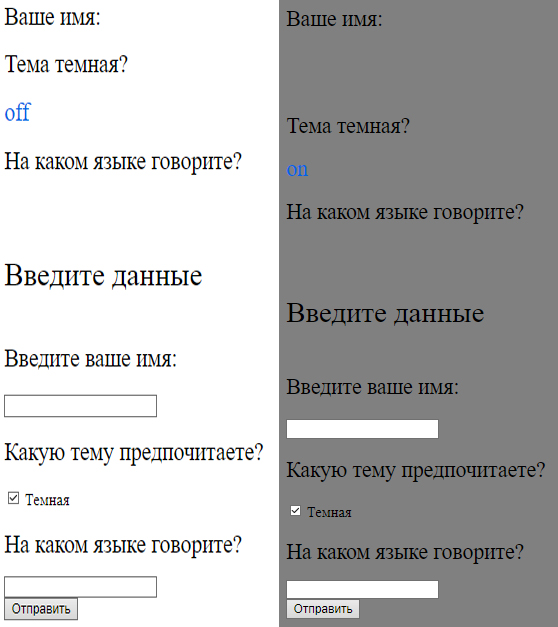 Ваше имя:
Тема темная?
off
На каком языке говорите?
Введите данные
Введите ваше имя:
Какую тему предпочитаете?
Темная
На каком языке говорите?
Отправить
Ваше имя:
Тема темная?
on
На каком языке говорите?
Введите данные
Введите ваше имя:
Какую тему предпочитаете?
Темная
На каком языке говорите?
Отправить